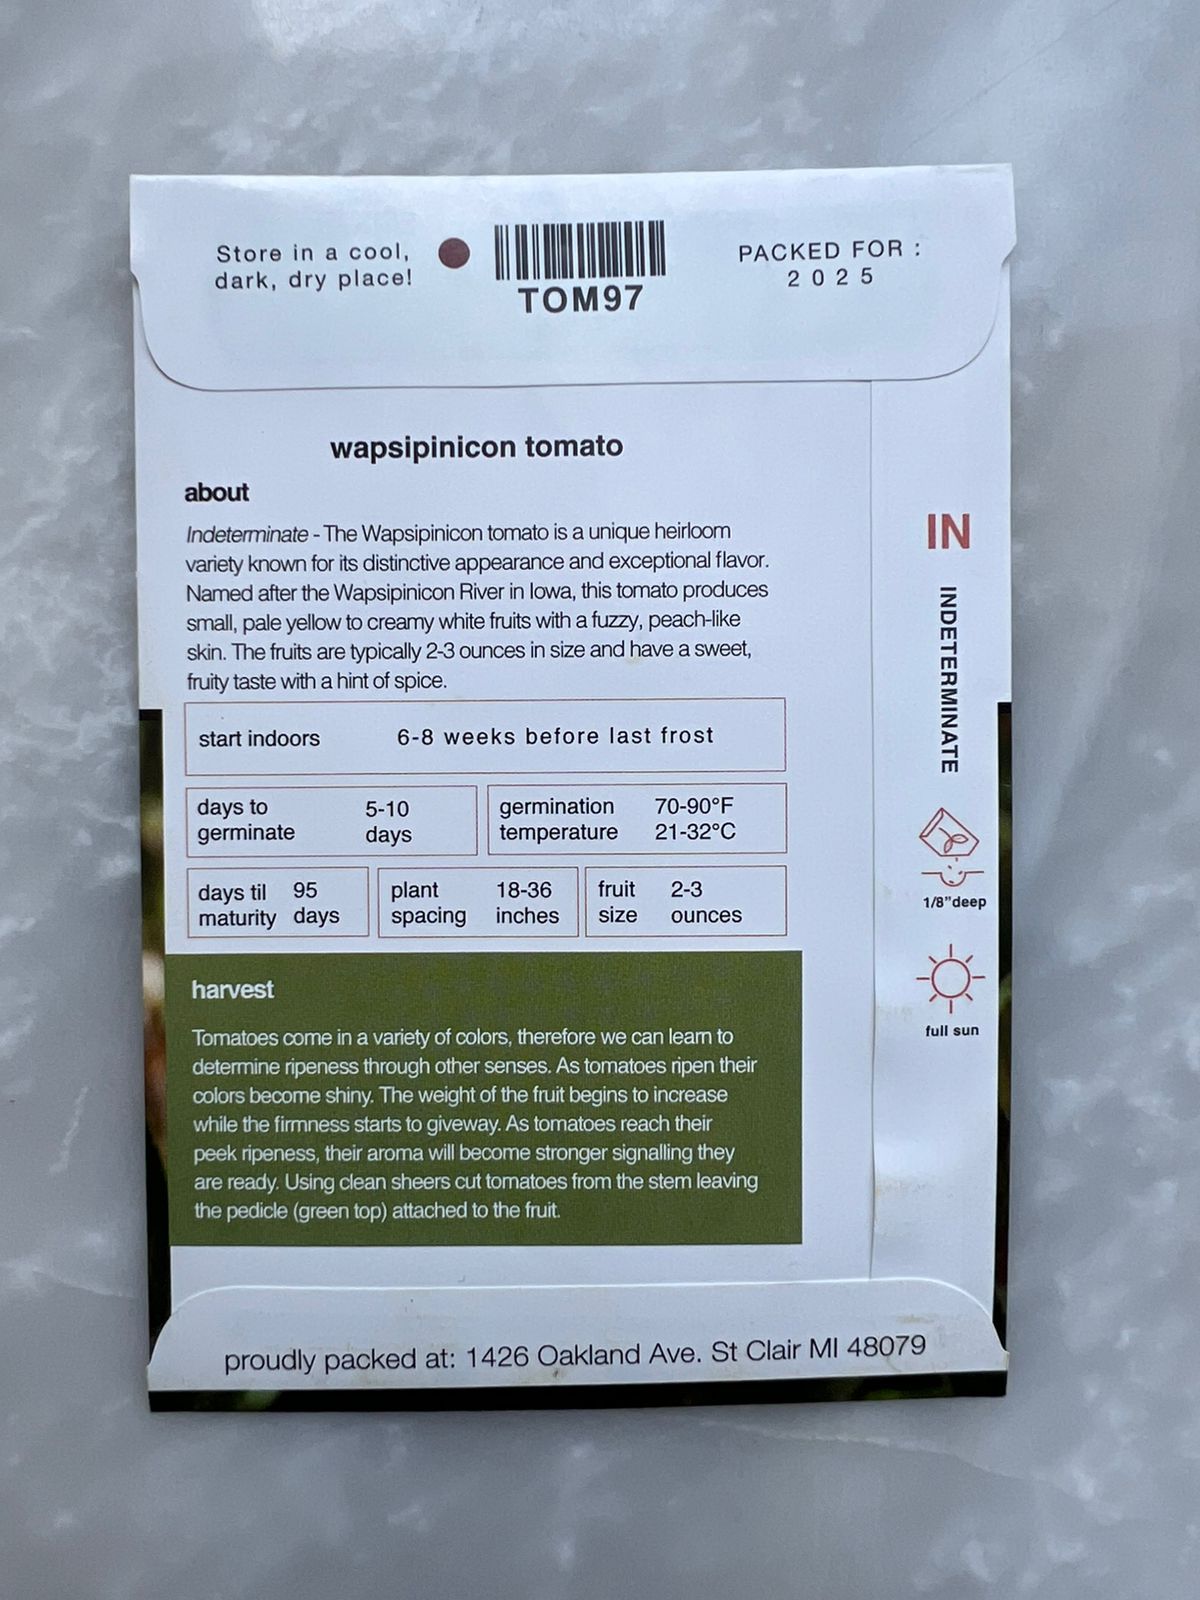 Store in a cool,
dark, dry place!
TOM97
PACKED FOR :
2025
wapsipinicon tomato
about
Indeterminate - The Wapsipinicon tomato is a unique heirloom
variety known for its distinctive appearance and exceptional flavor.
Named after the Wapsipinicon River in Iowa, this tomato produces
small, pale yellow to creamy white fruits with a fuzzy, peach-like
skin. The fruits are typically 2-3 ounces in size and have a sweet,
fruity taste with a hint of spice.
start indoors 6-8 weeks before last frost
days to 5-10
germinate days
germination 70-90°F
temperature 21-32°C
days til 95
maturity days
plant 18-36
spacing inches
fruit 2-3
size ounces
harvest
Tomatoes come in a variety of colors, therefore we can learn to
determine ripeness through other senses. As tomatoes ripen their
colors become shiny. The weight of the fruit begins to increase
while the firmness starts to giveway. As tomatoes reach their
peek ripeness, their aroma will become stronger signalling they
are ready. Using clean sheers cut tomatoes from the stem leaving
the pedicle (green top) attached to the fruit.
IN
INDETERMINATE
1/8"deep
full sun
proudly packed at: 1426 Oakland Ave. St Clair MI 48079